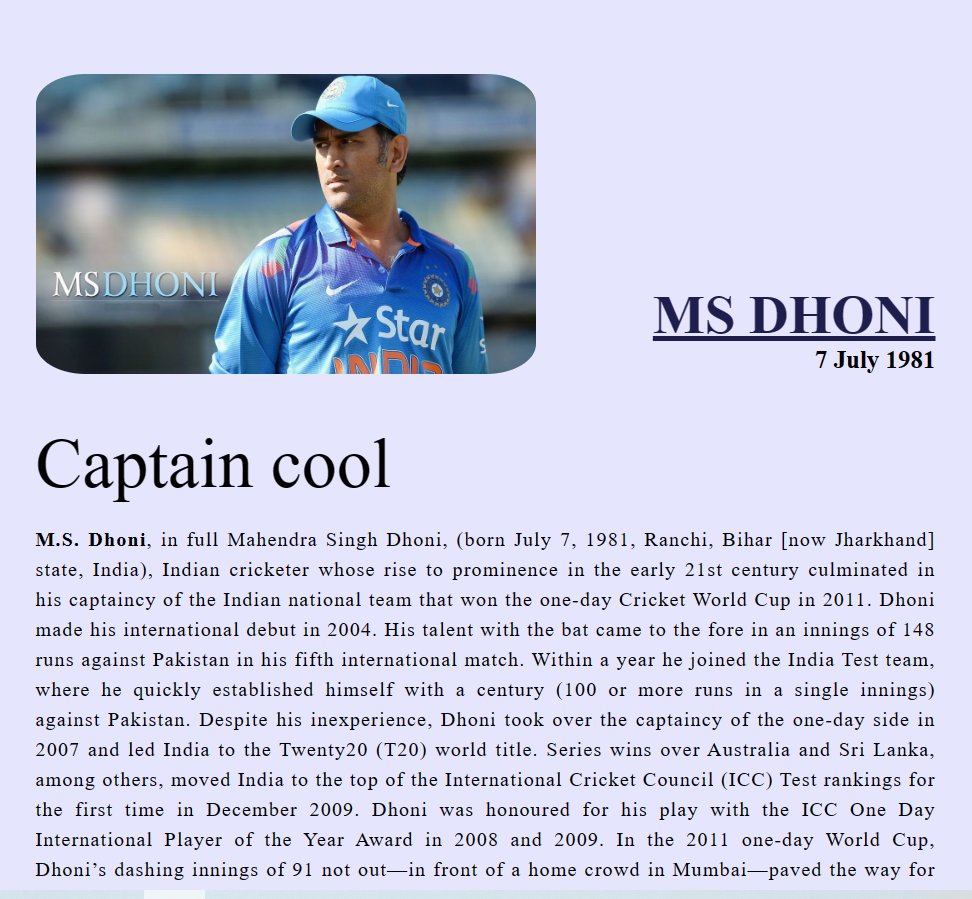 MSDHONI
Star
INDIA
MS DHONI
7 July 1981
Captain cool
M.S. Dhoni, in full Mahendra Singh Dhoni, (born July 7, 1981, Ranchi, Bihar [now Jharkhand]
state, India), Indian cricketer whose rise to prominence in the early 21st century culminated in
his captaincy of the Indian national team that won the one-day Cricket World Cup in 2011. Dhoni
made his international debut in 2004. His talent with the bat came to the fore in an innings of 148
runs against Pakistan in his fifth international match. Within a year he joined the India Test team,
where he quickly established himself with a century (100 or more runs in a single innings)
against Pakistan. Despite his inexperience, Dhoni took over the captaincy of the one-day side in
2007 and led India to the Twenty20 (T20) world title. Series wins over Australia and Sri Lanka,
among others, moved India to the top of the International Cricket Council (ICC) Test rankings for
the first time in December 2009. Dhoni was honoured for his play with the ICC One Day
International Player of the Year Award in 2008 and 2009. In the 2011 one-day World Cup,
Dhoni’s dashing innings of 91 not out—in front of a home crowd in Mumbai—paved the way for